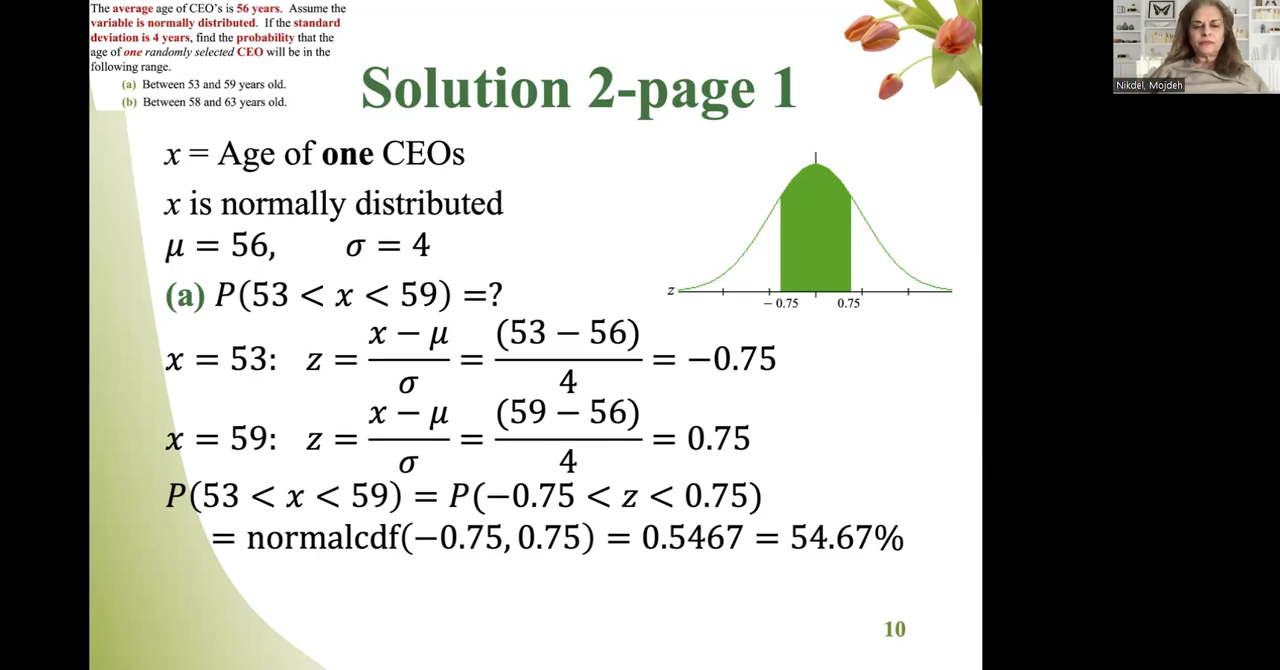 The average age of CEO's is 56 years. Assume the
variable is normally distributed. If the standard
deviation is 4 years, find the probability that the
age of one randomly selected CEO will be in the
following range.
(a) Between 53 and 59 years old.
(b) Between 58 and 63 years old.
Solution 2-page 1
Nikdel, Mojdeh
x = Age of one CEOs
x is normally distributed
μ = 56, σ = 4
(a) P(53 < x < 59) =?
z
− 0.75 0.75
x = 53: z = (x − μ)/σ = (53 − 56)/4 = −0.75
x = 59: z = (x − μ)/σ = (59 − 56)/4 = 0.75
P(53 < x < 59) = P(−0.75 < z < 0.75)
= normalcdf(−0.75, 0.75) = 0.5467 = 54.67%
10